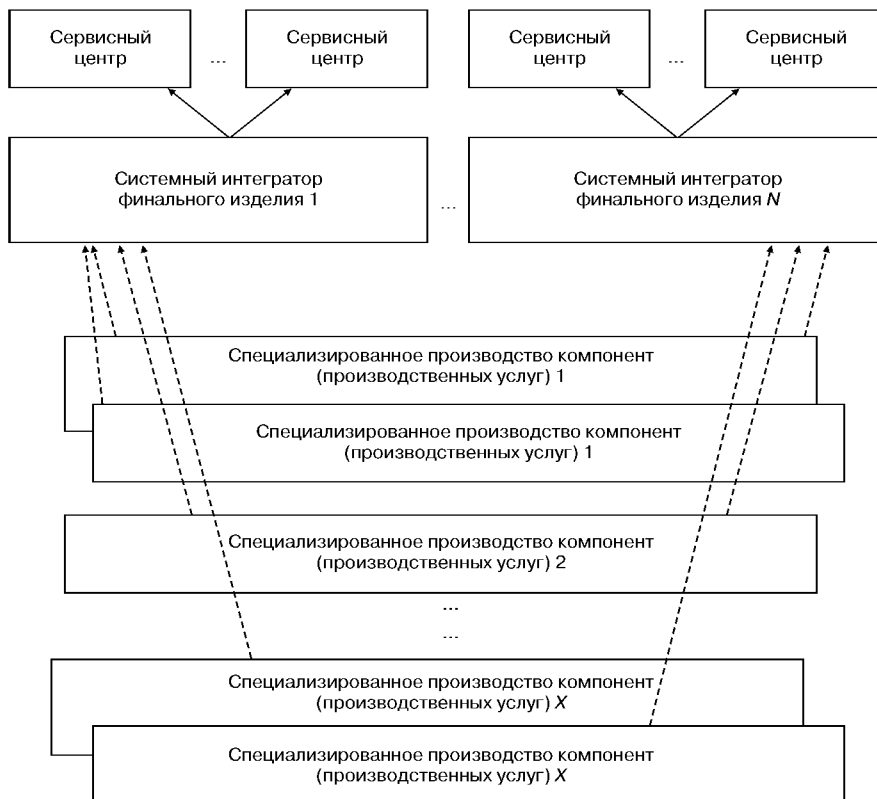 Сервисный
центр
...
Сервисный
центр
Сервисный
центр
...
Сервисный
центр
Системный интегратор
финального изделия 1
...
Системный интегратор
финального изделия N
Специализированное производство компонент
(производственных услуг) 1
Специализированное производство компонент
(производственных услуг) 1
Специализированное производство компонент
(производственных услуг) 2
...
...
Специализированное производство компонент
(производственных услуг) X
Специализированное производство компонент
(производственных услуг) X